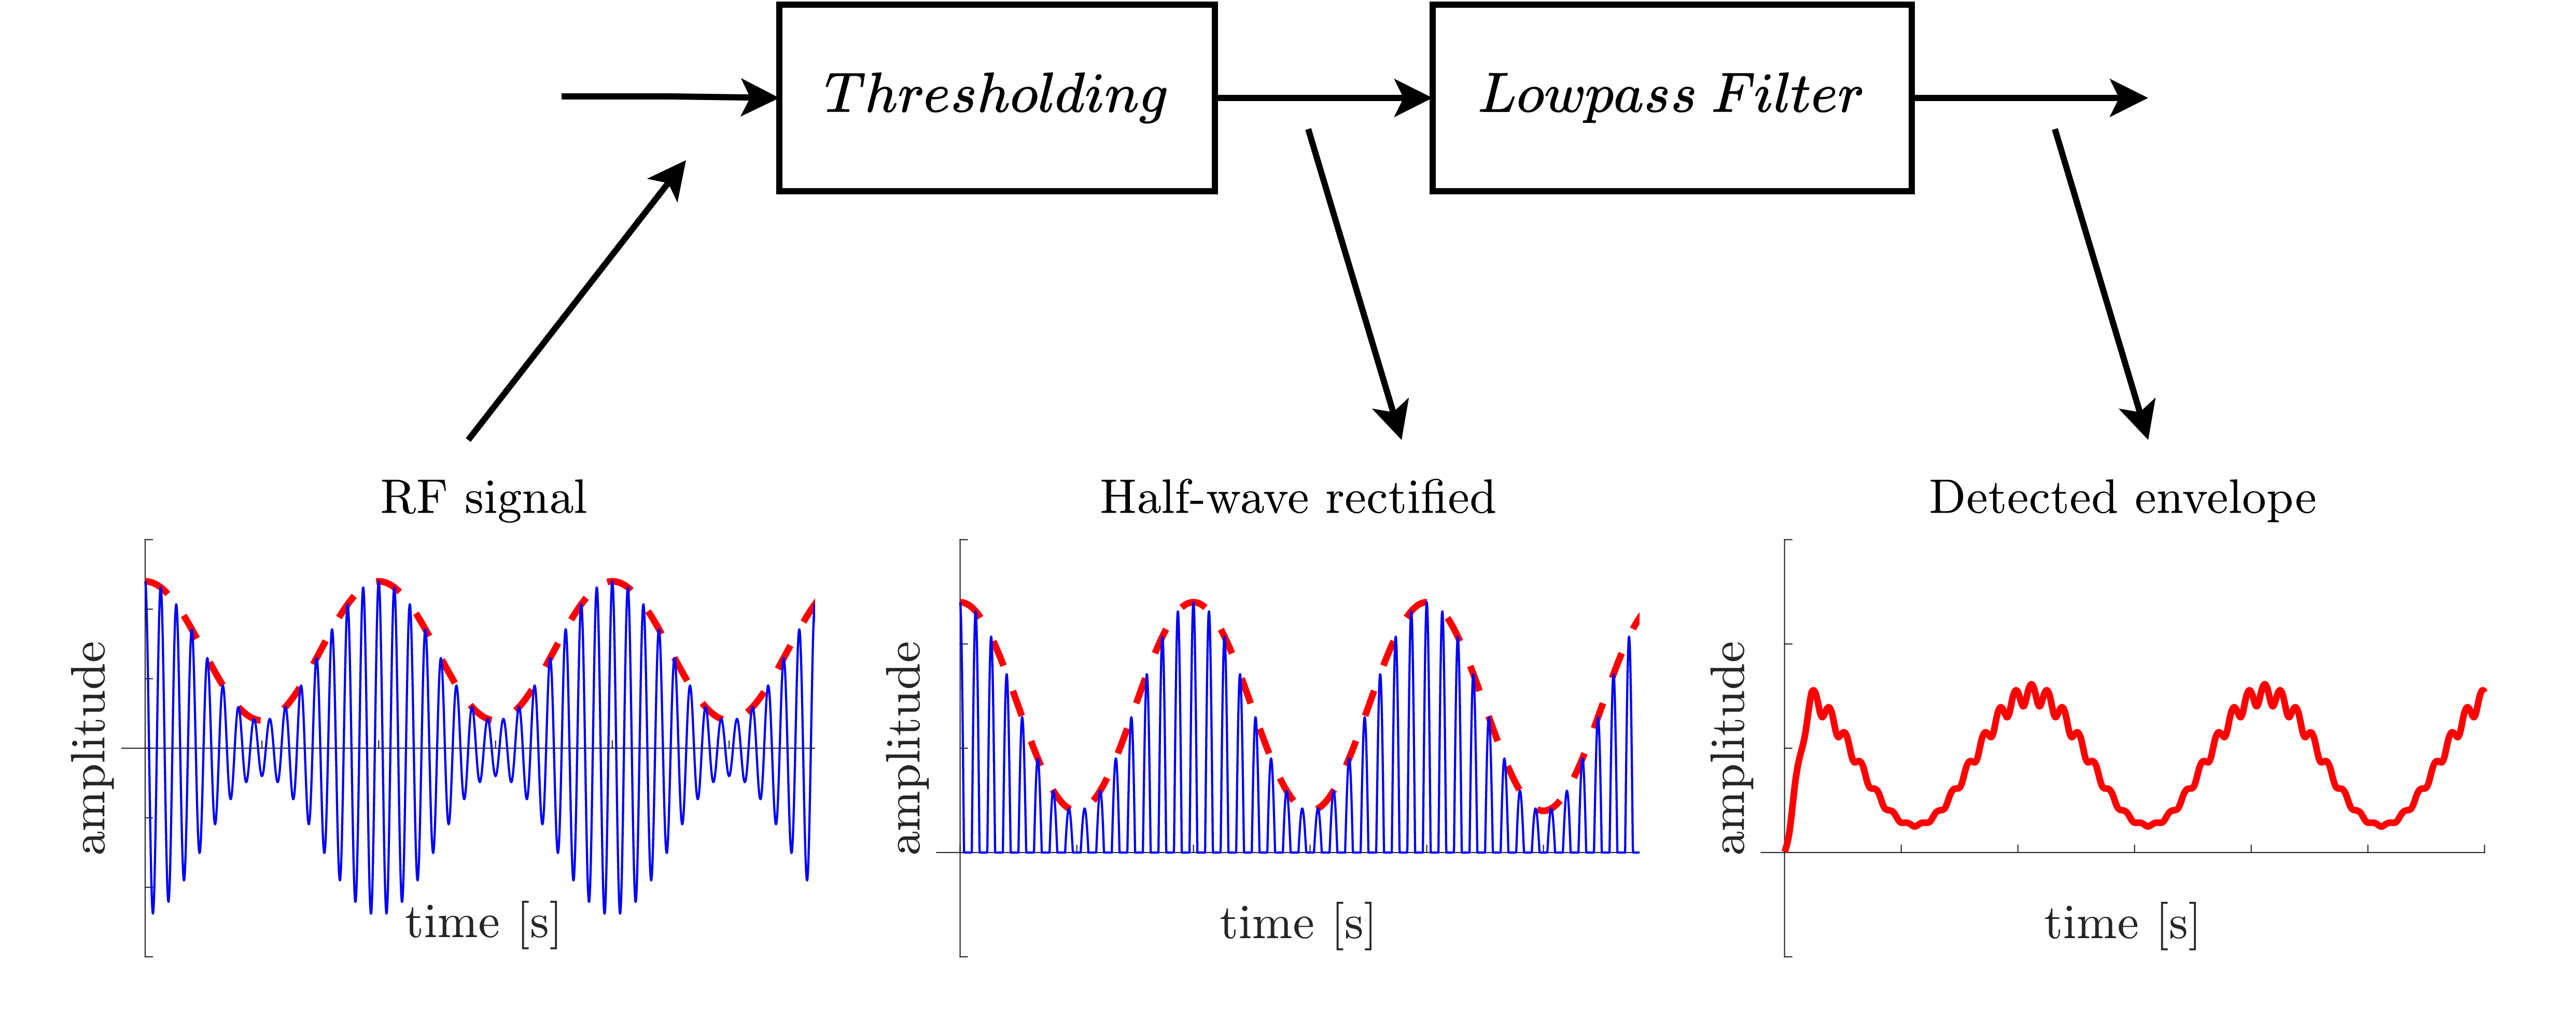 Thresholding
Lowpass Filter
RF signal
Half-wave rectified
Detected envelope
amplitude
amplitude
amplitude
time [s]
time [s]
time [s]